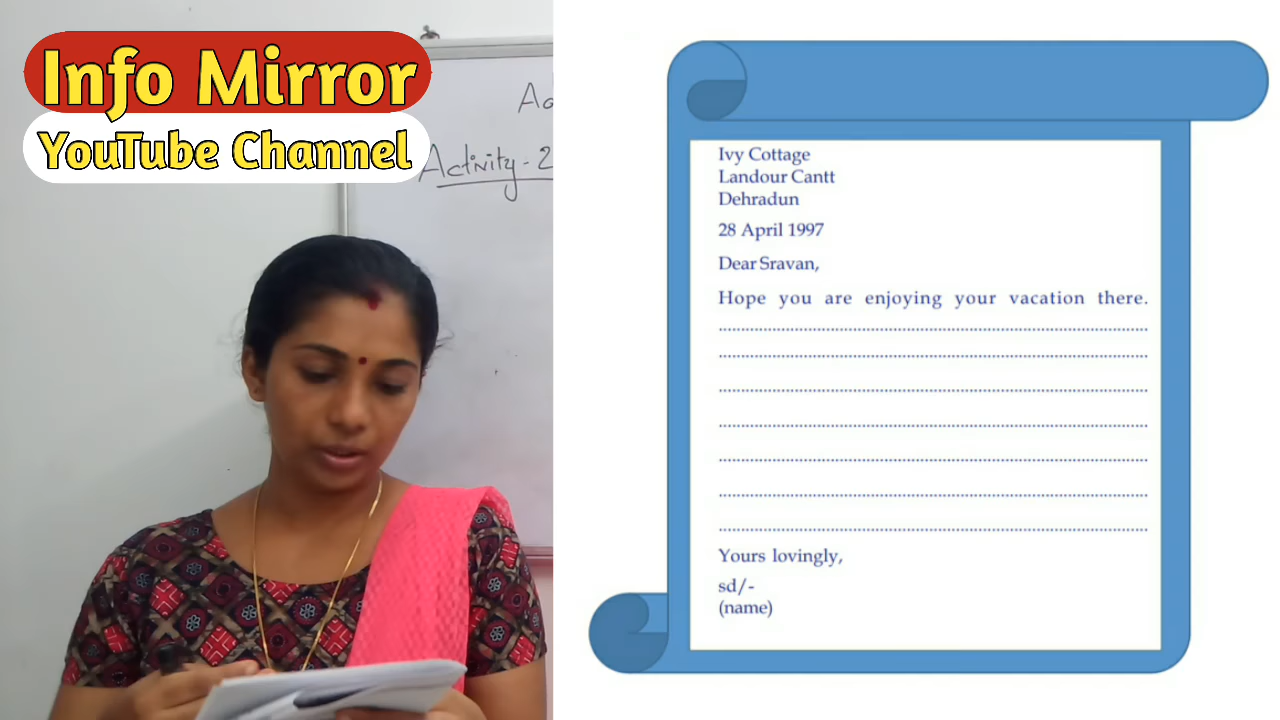 Info Mirror
YouTube Channel
Activity - 2
Ivy Cottage
Landour Cantt
Dehradun
28 April 1997
Dear Sravan,
Hope you are enjoying your vacation there.
Yours lovingly,
sd/-
(name)